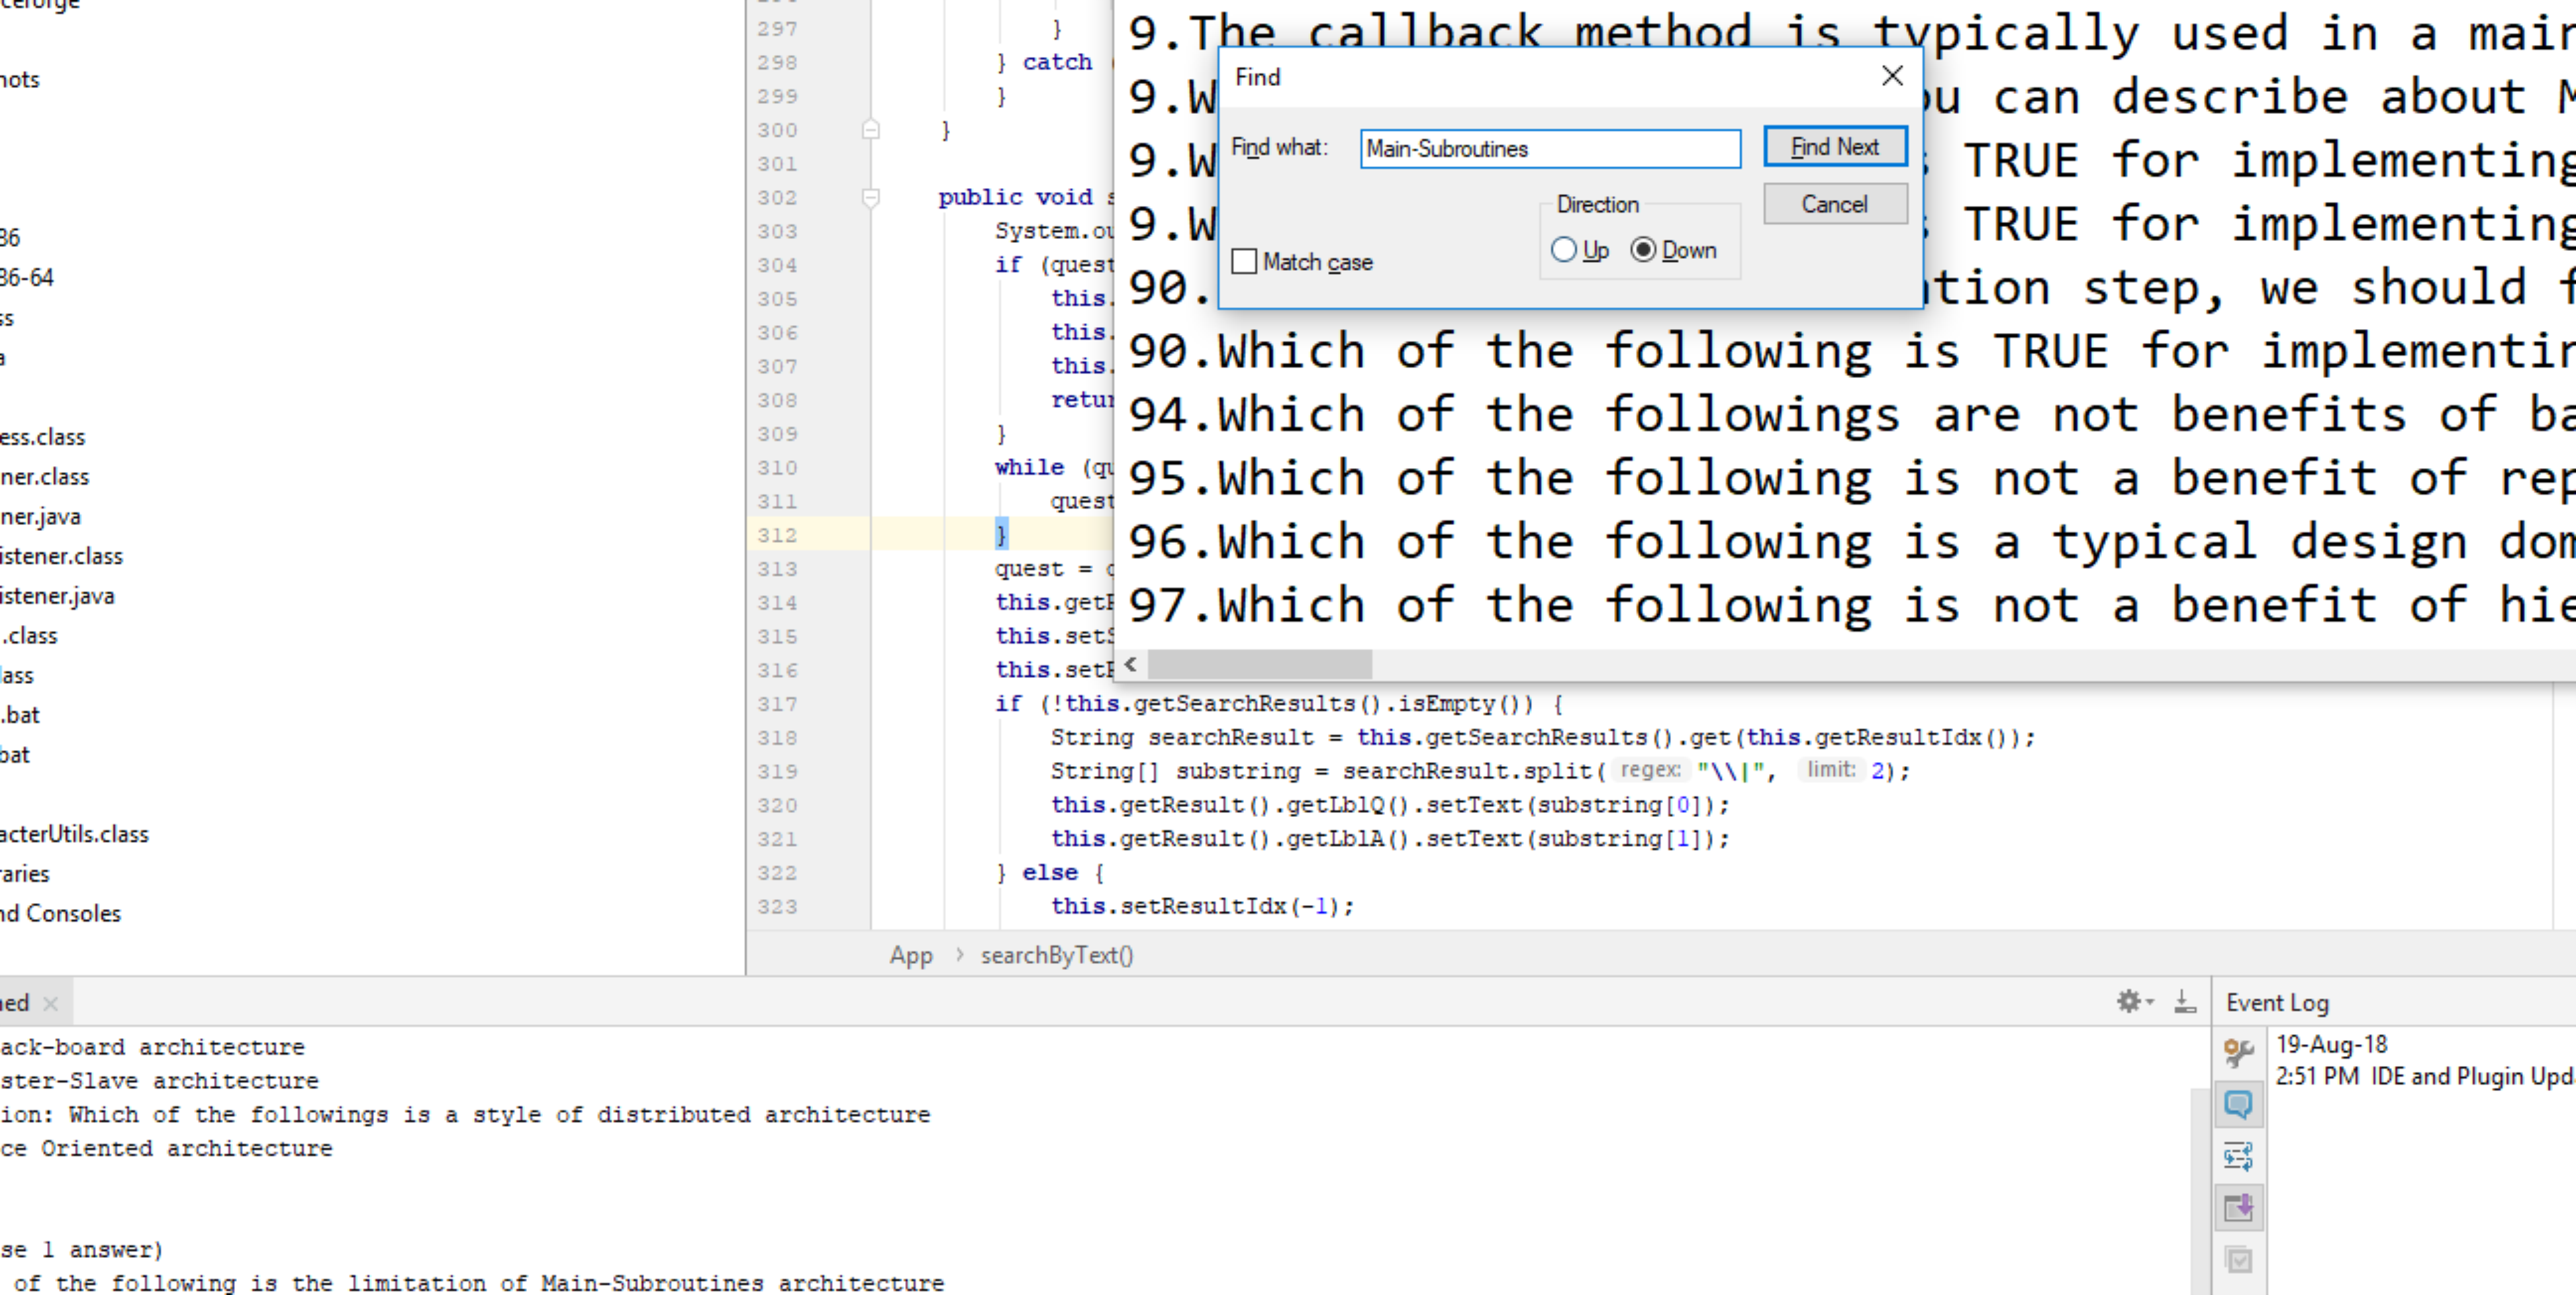 ceforge
nots
86
86-64
ss
a
ess.class
ner.class
ner.java
istener.class
istener.java
.class
lass
.bat
bat
acterUtils.class
raries
nd Consoles
297 }
298 } catch
299 }
300 }
301
302 public void s
303 System.ou
304 if (quest
305 this.
306 this.
307 this.
308 retur
309 }
310 while (qu
311 quest
312 }
313 quest =
314 this.get
315 this.set
316 this.set
317 if (!this.getSearchResults().isEmpty()) {
318 String searchResult = this.getSearchResults().get(this.getResultIdx());
319 String[] substring = searchResult.split( regex: "\\|", limit: 2);
320 this.getResult().getLblQ().setText(substring[0]);
321 this.getResult().getLblA().setText(substring[1]);
322 } else {
323 this.setResultIdx(-1);
App > searchByText()
9.The callback method is typically used in a main
9.W ou can describe about M
9.W TRUE for implementing
9.W TRUE for implementing
90. tion step, we should f
90.Which of the following is TRUE for implementin
94.Which of the followings are not benefits of ba
95.Which of the following is not a benefit of rep
96.Which of the following is a typical design dom
97.Which of the following is not a benefit of hie
Find
Find what: Main-Subroutines Find Next
Direction Cancel
Up Down
Match case
ned
ack-board architecture
ster-Slave architecture
ion: Which of the followings is a style of distributed architecture
ce Oriented architecture
se 1 answer)
of the following is the limitation of Main-Subroutines architecture
Event Log
19-Aug-18
2:51 PM IDE and Plugin Upd